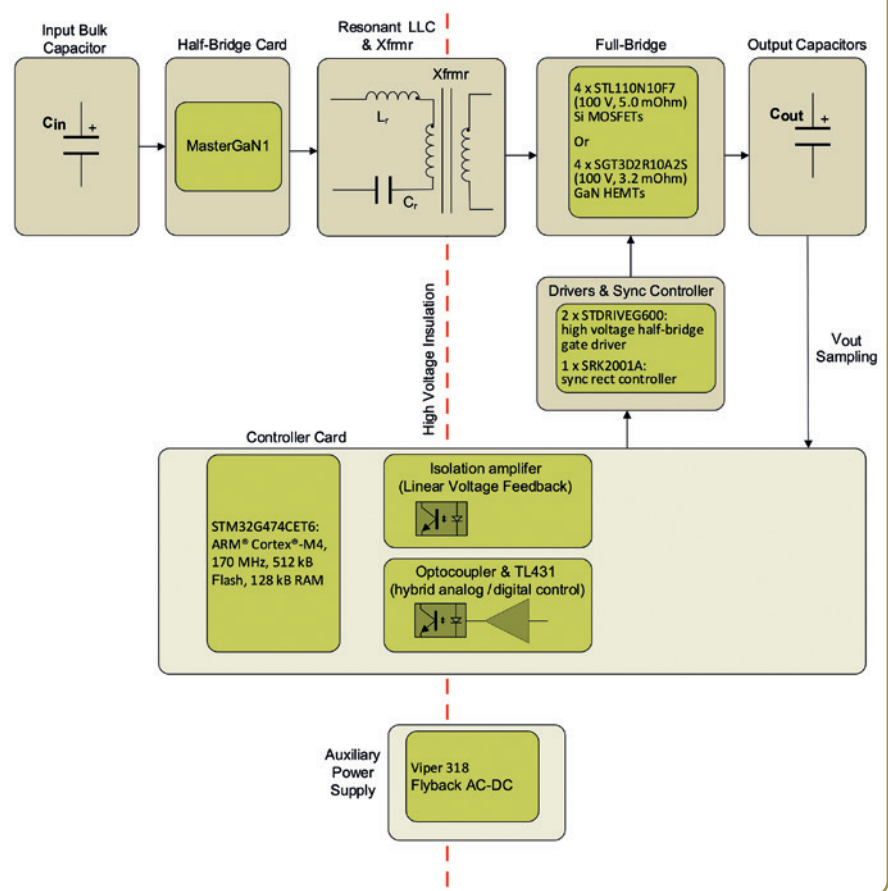 Input Bulk
Capacitor
Cin
+
Half-Bridge Card
MasterGaN1
Resonant LLC
& Xfrmr
Xfrmr
Lr
Cr
Full-Bridge
4 x STL110N10F7
(100 V, 5.0 mOhm)
Si MOSFETs
Or
4 x SGT3D2R10A2S
(100 V, 3.2 mOhm)
GaN HEMTs
Output Capacitors
Cout
+
High Voltage Insulation
Drivers & Sync Controller
2 x STDRIVEG600:
high voltage half-bridge
gate driver
1 x SRK2001A:
sync rect controller
Vout
Sampling
Controller Card
STM32G474CET6:
ARM® Cortex®-M4,
170 MHz, 512 kB
Flash, 128 kB RAM
Isolation amplifer
(Linear Voltage Feedback)
Optocoupler & TL431
(hybrid analog / digital control)
Auxiliary
Power
Supply
Viper 318
Flyback AC-DC